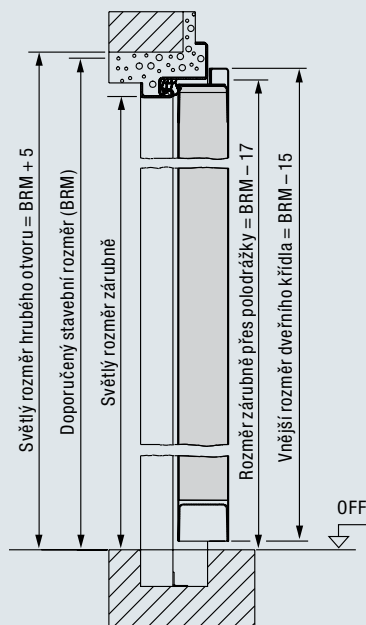 Světlý rozměr hrubého otvoru = BRM + 5
Doporučený stavební rozměr (BRM)
Světlý rozměr zárubně
Rozměr zárubně přes polodrážky = BRM – 17
Vnější rozměr dveřního křídla = BRM – 15
OFF